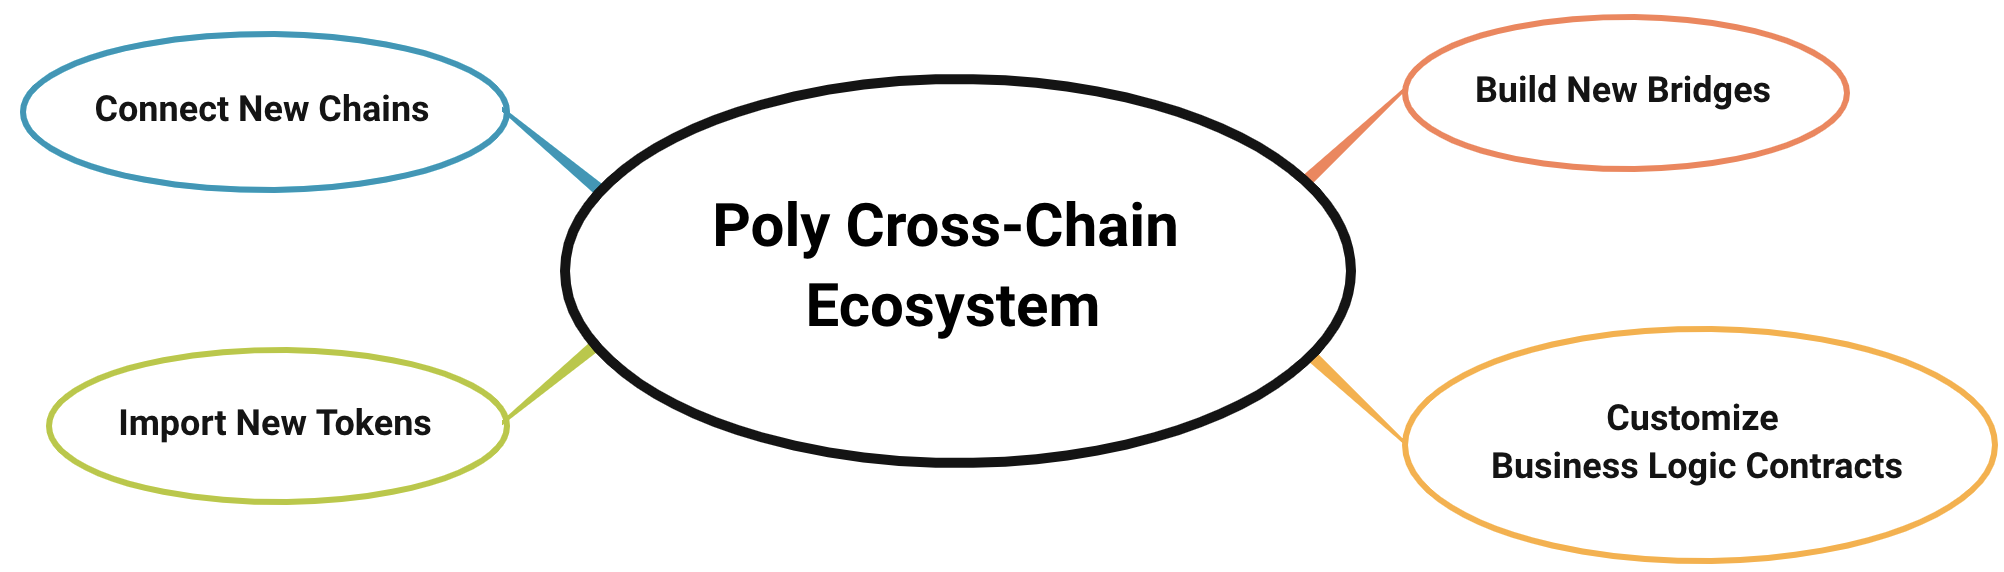 Connect New Chains
Build New Bridges
Poly Cross-Chain
Ecosystem
Import New Tokens
Customize
Business Logic Contracts